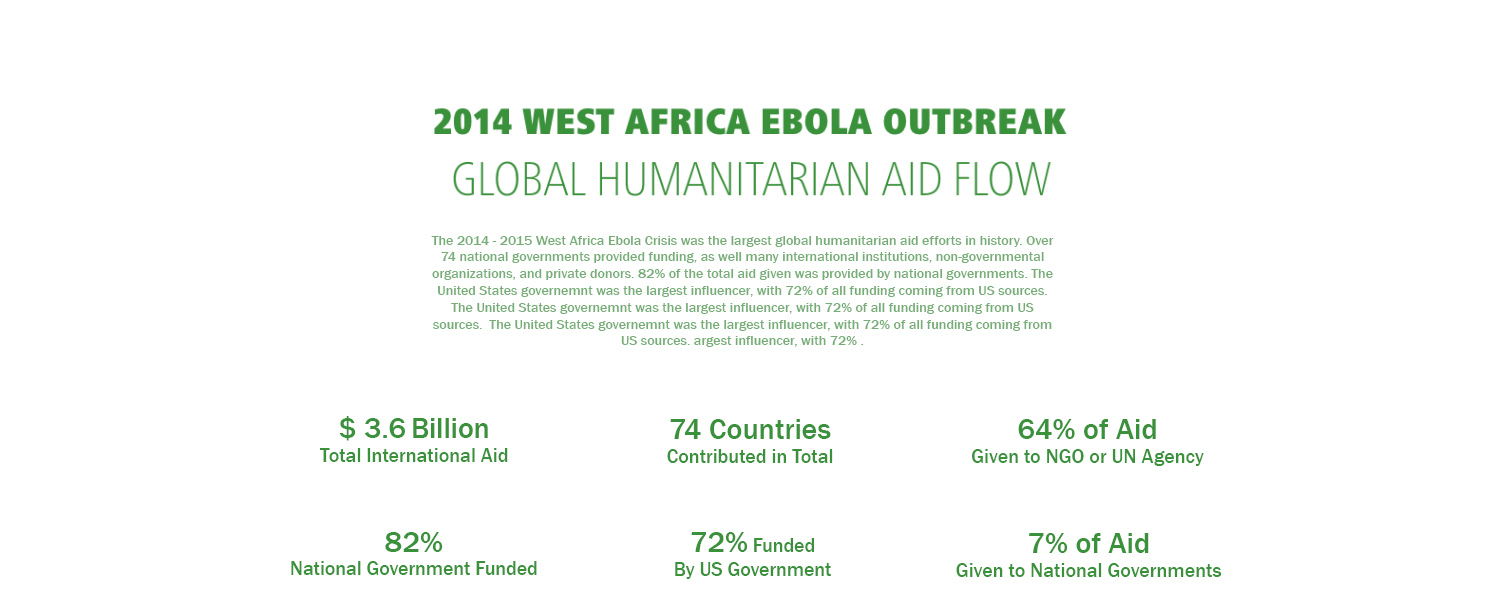 2014 WEST AFRICA EBOLA OUTBREAK
GLOBAL HUMANITARIAN AID FLOW
The 2014 - 2015 West Africa Ebola Crisis was the largest global humanitarian aid efforts in history. Over
74 national governments provided funding, as well many international institutions, non-governmental
organizations, and private donors. 82% of the total aid given was provided by national governments. The
United States governemnt was the largest influencer, with 72% of all funding coming from US sources.
The United States governemnt was the largest influencer, with 72% of all funding coming from US
sources.  The United States governemnt was the largest influencer, with 72% of all funding coming from
US sources. argest influencer, with 72% .
$ 3.6 Billion
Total International Aid
74 Countries
Contributed in Total
64% of Aid
Given to NGO or UN Agency
82%
National Government Funded
72% Funded
By US Government
7% of Aid
Given to National Governments